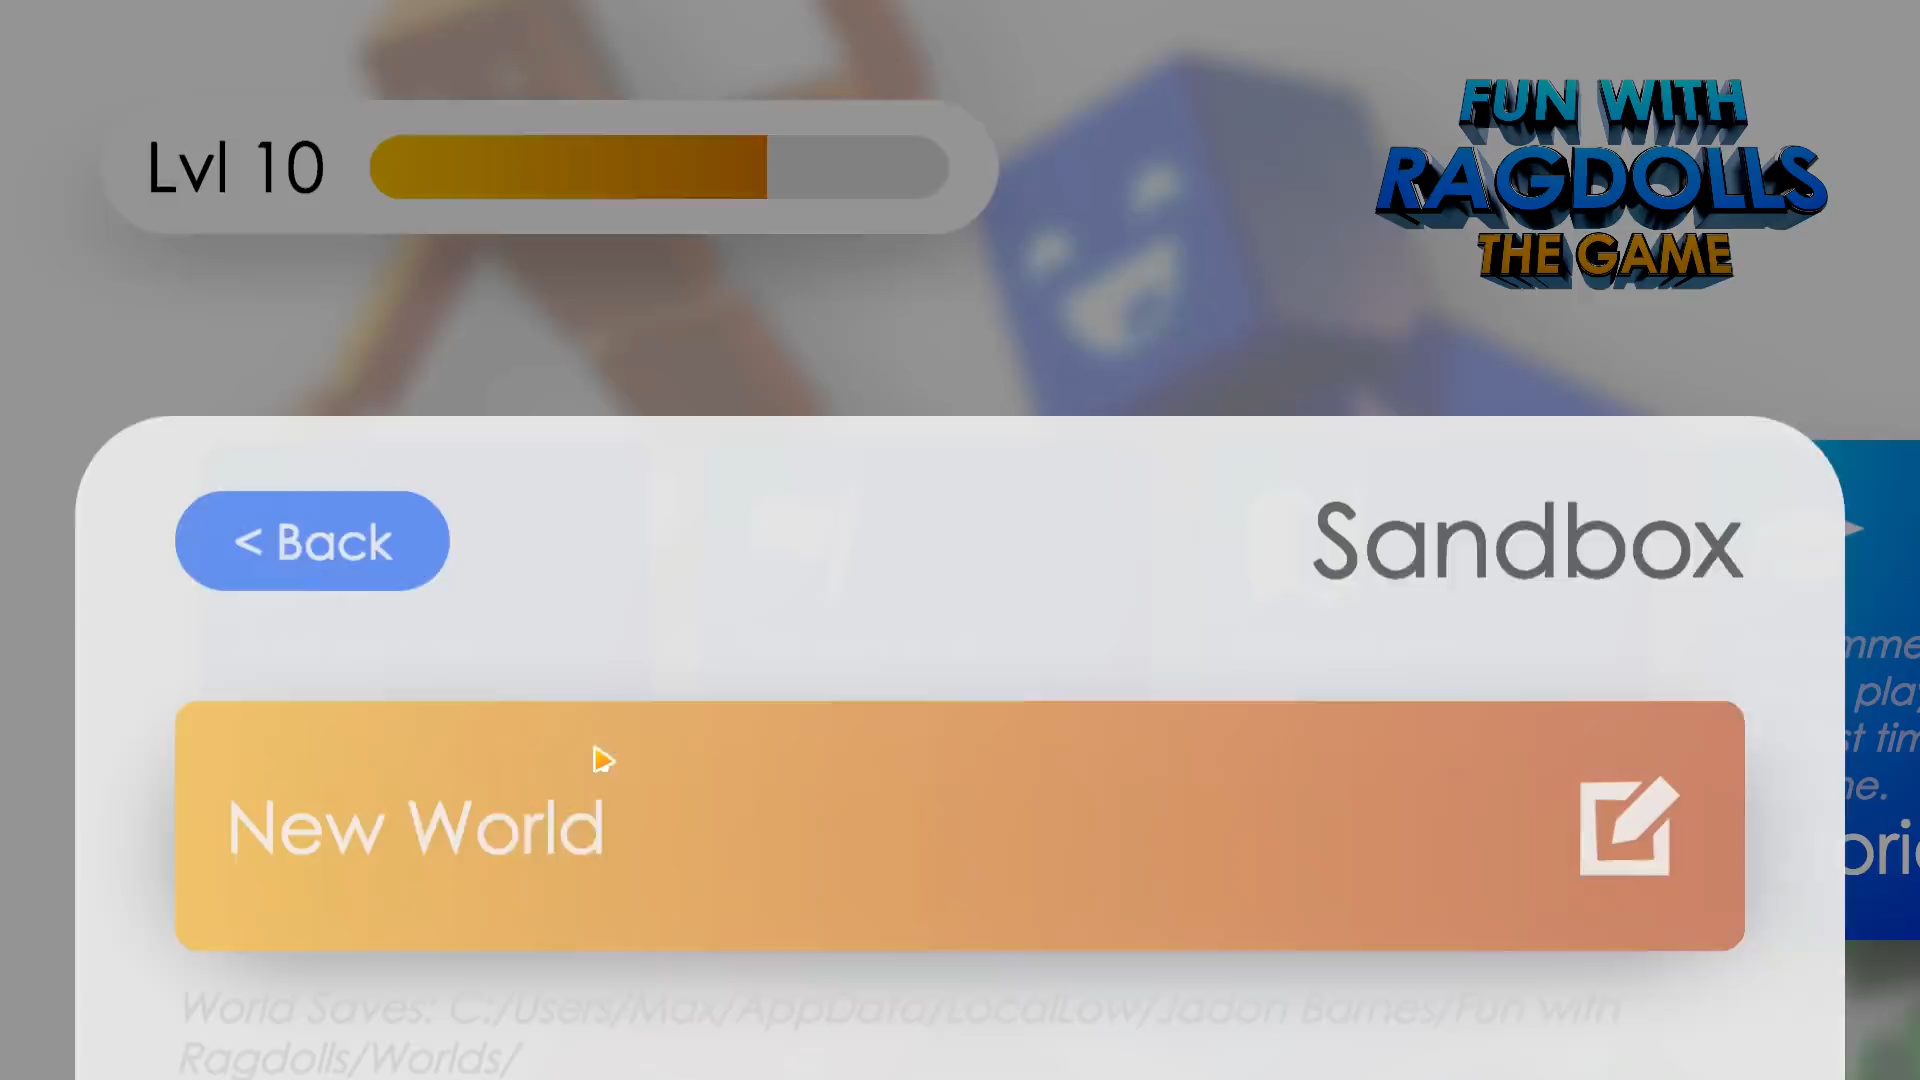 Lvl 10
FUN WITH
RAGDOLLS
THE GAME
< Back
Sandbox
New World
World Saves: C:/Users/Max/AppData/LocalLow/Jadon Barnes/Fun with
Ragdolls/Worlds/